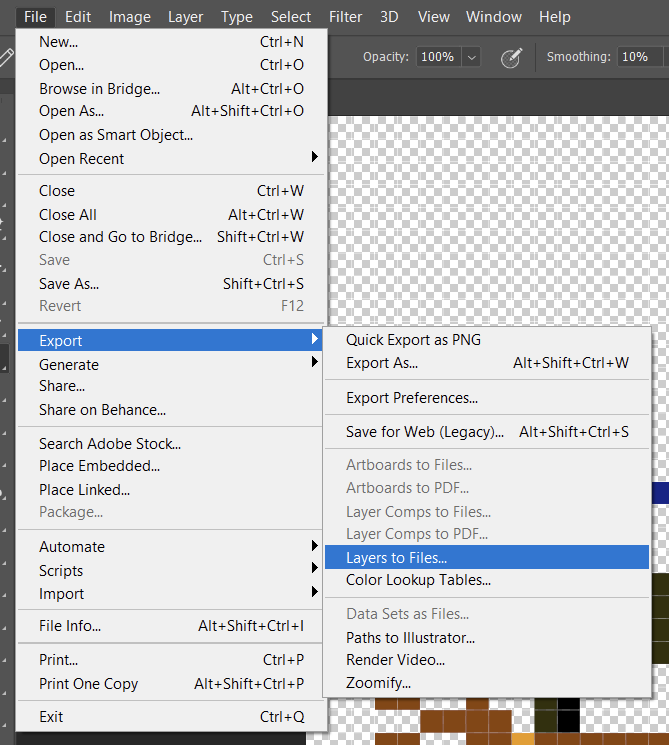 File Edit Image Layer Type Select Filter 3D View Window Help
Opacity: 100% Smoothing: 10%
New... Ctrl+N
Open... Ctrl+O
Browse in Bridge... Alt+Ctrl+O
Open As... Alt+Shift+Ctrl+O
Open as Smart Object...
Open Recent
Close Ctrl+W
Close All Alt+Ctrl+W
Close and Go to Bridge... Shift+Ctrl+W
Save Ctrl+S
Save As... Shift+Ctrl+S
Revert F12
Export
Generate
Share...
Share on Behance...
Search Adobe Stock...
Place Embedded...
Place Linked...
Package...
Automate
Scripts
Import
File Info... Alt+Shift+Ctrl+I
Print... Ctrl+P
Print One Copy Alt+Shift+Ctrl+P
Exit Ctrl+Q
Quick Export as PNG
Export As... Alt+Shift+Ctrl+W
Export Preferences...
Save for Web (Legacy)... Alt+Shift+Ctrl+S
Artboards to Files...
Artboards to PDF...
Layer Comps to Files...
Layer Comps to PDF...
Layers to Files...
Color Lookup Tables...
Data Sets as Files...
Paths to Illustrator...
Render Video...
Zoomify...